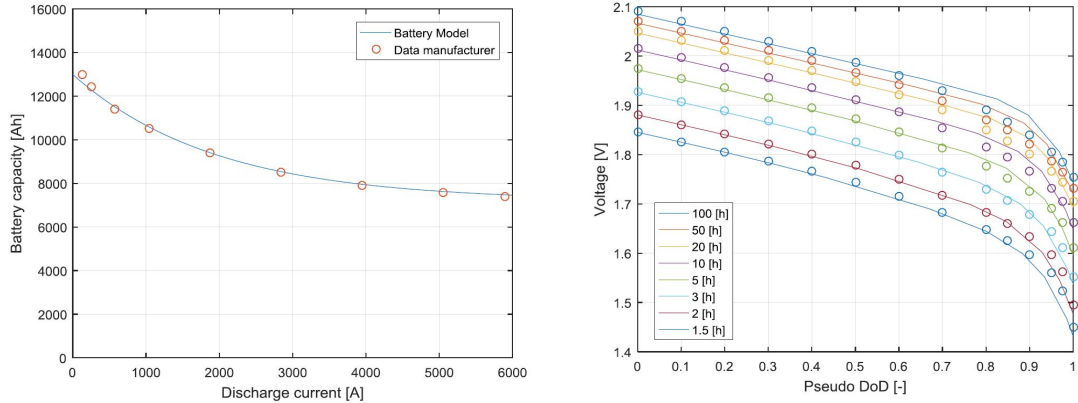 16000
14000
12000
10000
8000
6000
4000
2000
0
Battery capacity [Ah]
Battery Model
Data manufacturer
0 1000 2000 3000 4000 5000 6000
Discharge current [A]
2.1
2
1.9
1.8
1.7
1.6
1.5
1.4
Voltage [V]
100 [h]
50 [h]
20 [h]
10 [h]
5 [h]
3 [h]
2 [h]
1.5 [h]
0 0.1 0.2 0.3 0.4 0.5 0.6 0.7 0.8 0.9 1
Pseudo DoD [-]